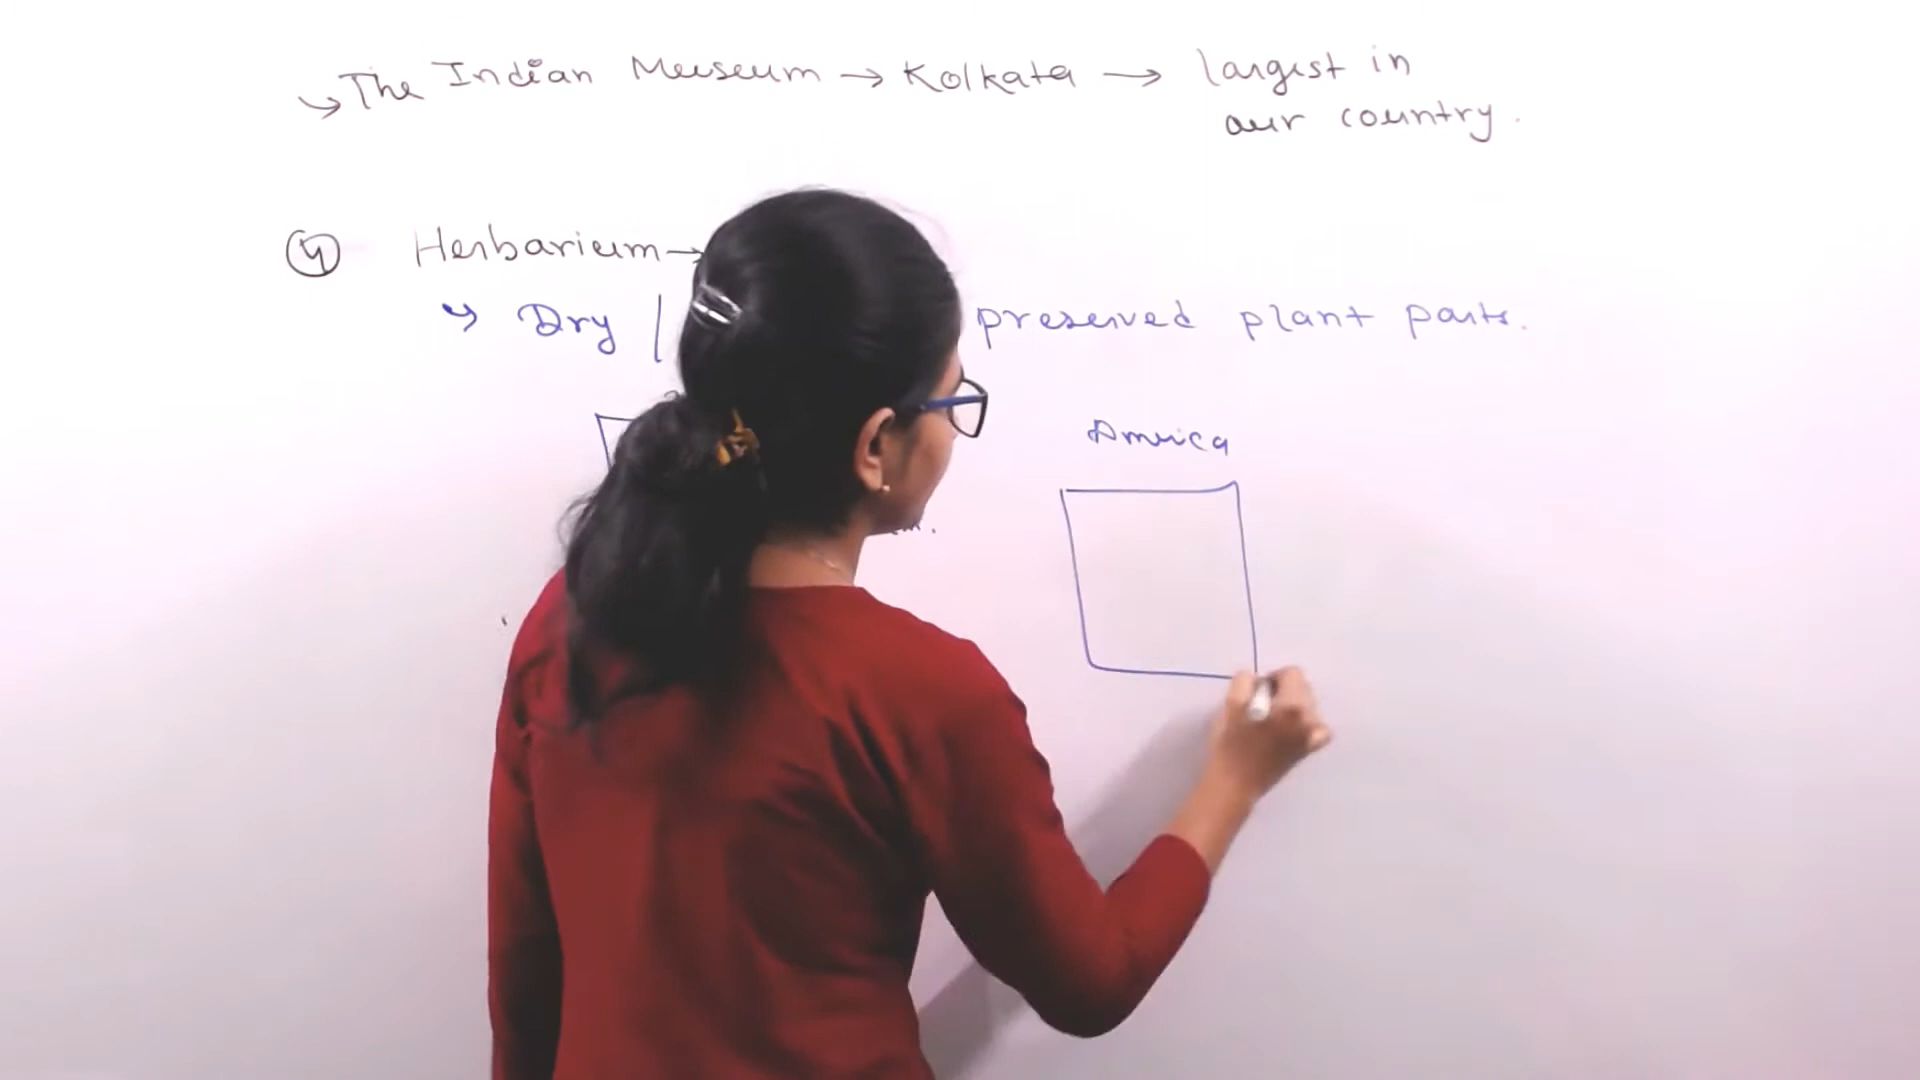 The Indian Museum → Kolkata → largest in
our country.
④ Herbarium →
Dry / preserved plant parts.
America